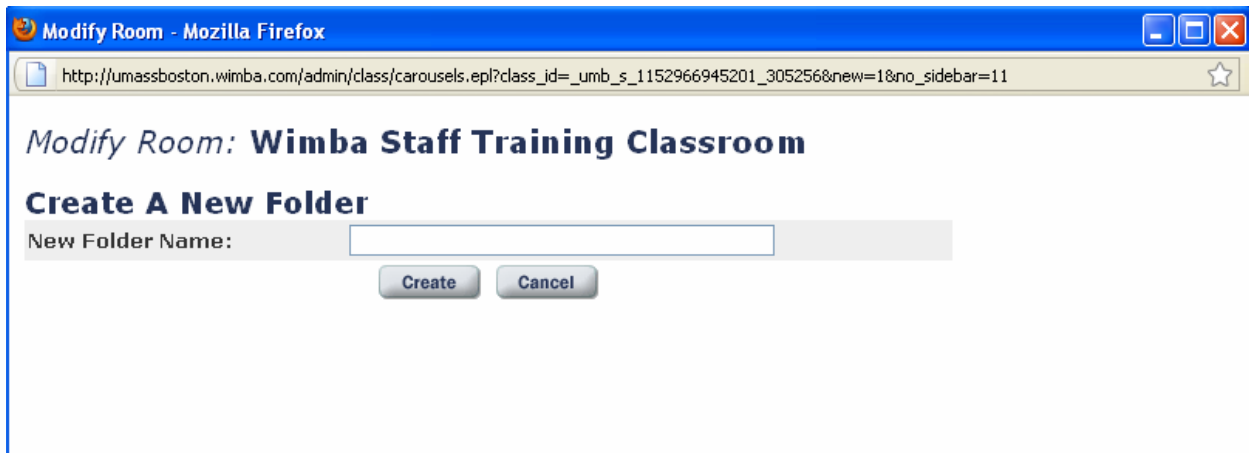 Modify Room - Mozilla Firefox
http://umassboston.wimba.com/admin/class/carousels.epl?class_id=_umb_s_1152966945201_305256&new=1&no_sidebar=11
Modify Room: Wimba Staff Training Classroom
Create A New Folder
New Folder Name:
Create Cancel